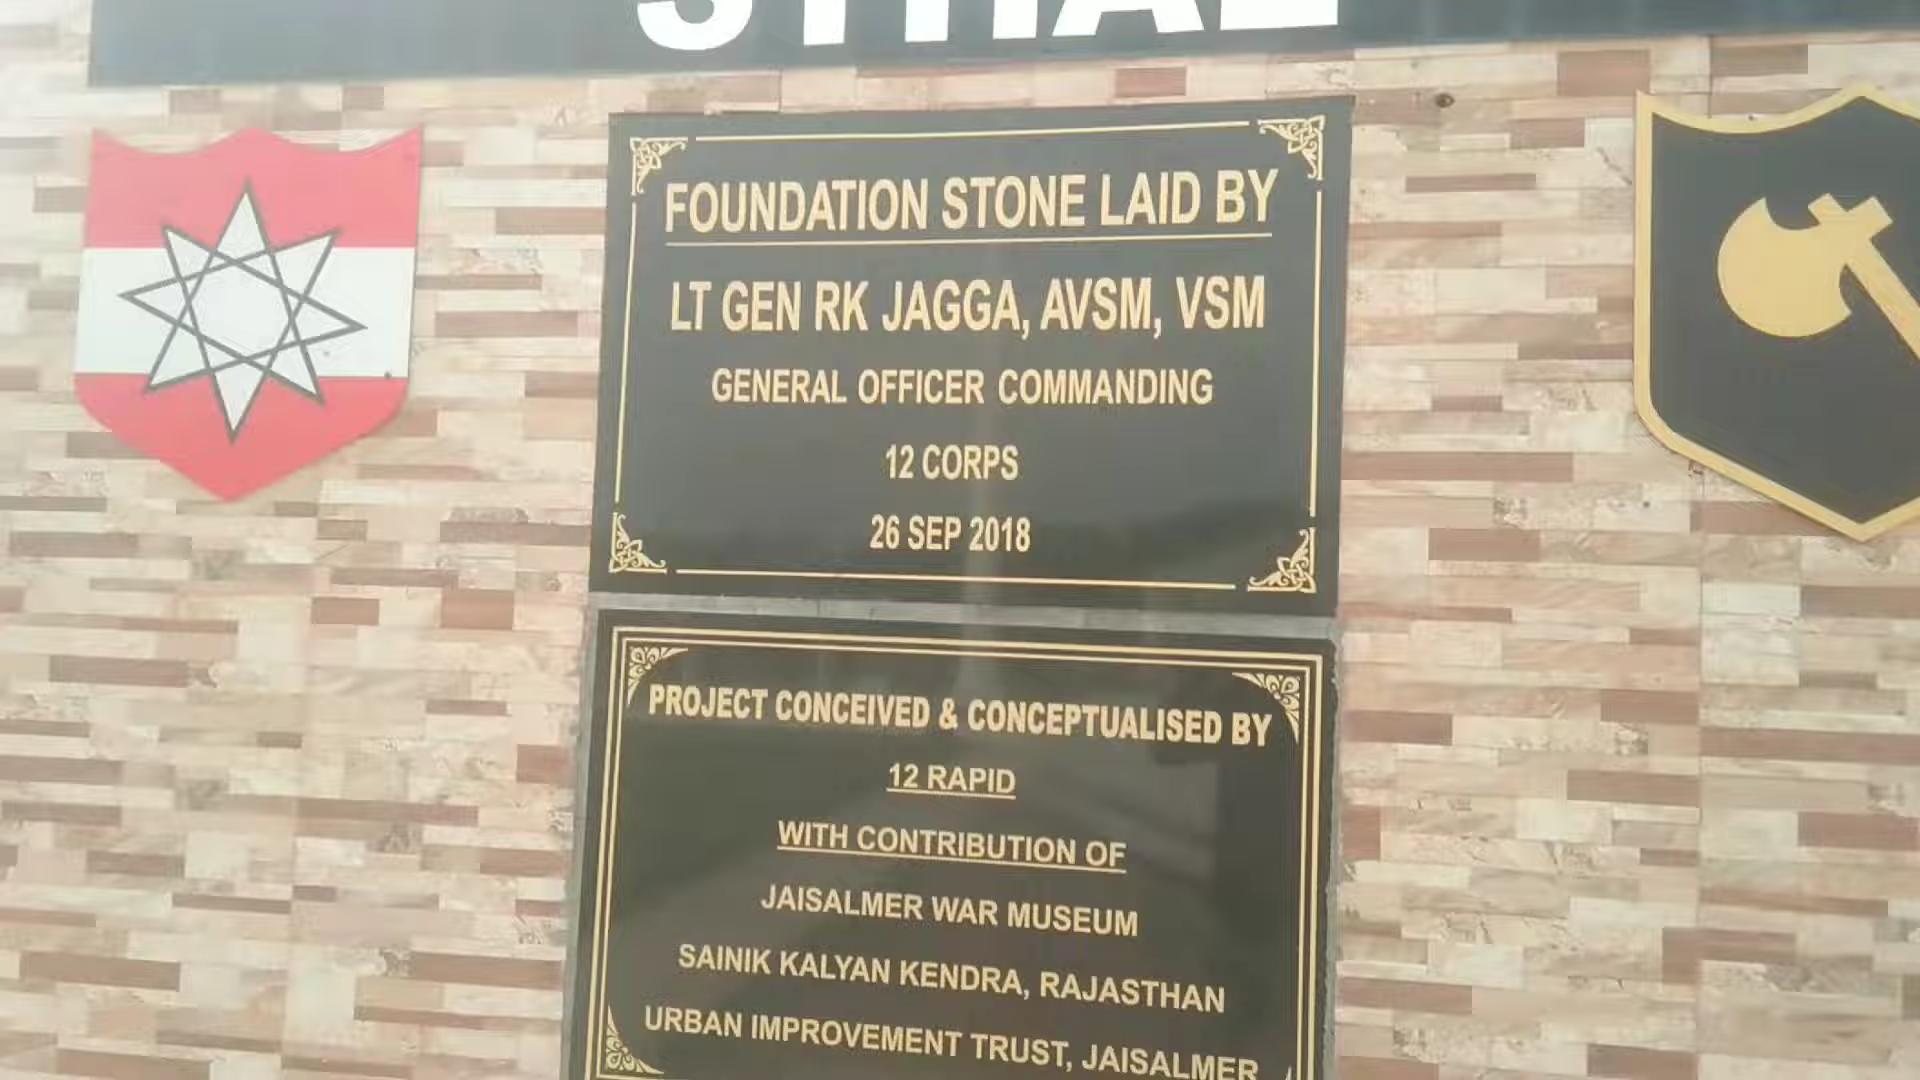 STHAL
FOUNDATION STONE LAID BY
LT GEN RK JAGGA, AVSM, VSM
GENERAL OFFICER COMMANDING
12 CORPS
26 SEP 2018
PROJECT CONCEIVED & CONCEPTUALISED BY
12 RAPID
WITH CONTRIBUTION OF
JAISALMER WAR MUSEUM
SAINIK KALYAN KENDRA, RAJASTHAN
URBAN IMPROVEMENT TRUST, JAISALMER